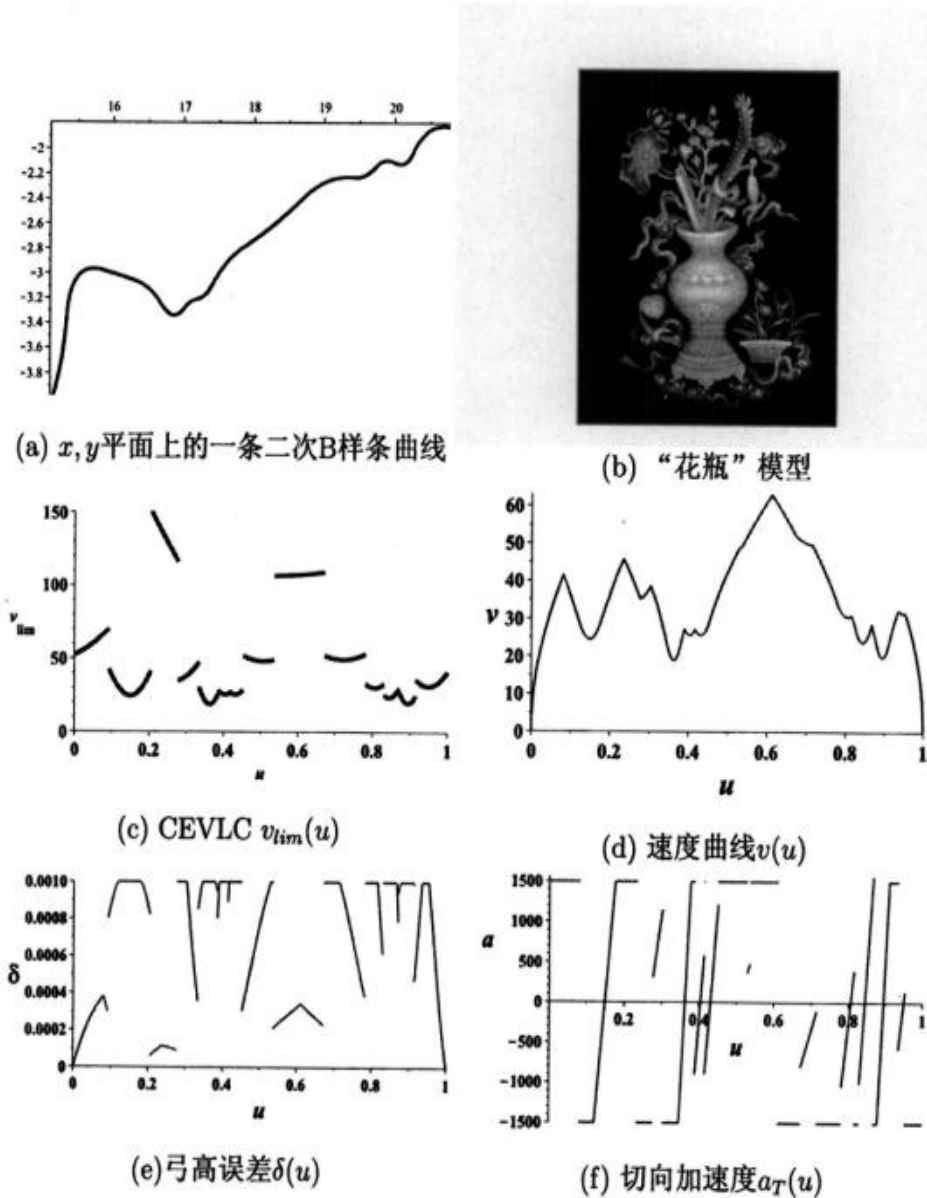 16 17 18 19 20
-2
-2.2
-2.4
-2.6
-2.8
-3
-3.2
-3.4
-3.6
-3.8
(a) x,y平面上的一条二次B样条曲线
(b) “花瓶”模型
150
100
50
0
v lim
0 0.2 0.4 0.6 0.8 1
u
(c) CEVLC v_lim(u)
60
50
40
30
20
10
0
v
0 0.2 0.4 0.6 0.8 1
u
(d) 速度曲线v(u)
0.0010
0.0008
0.0006
0.0004
0.0002
0
δ
0 0.2 0.4 0.6 0.8 1
u
(e)弓高误差δ(u)
1500
1000
500
0
-500
-1000
-1500
a
0.2 0.4 0.6 0.8 1
u
(f) 切向加速度a_T(u)